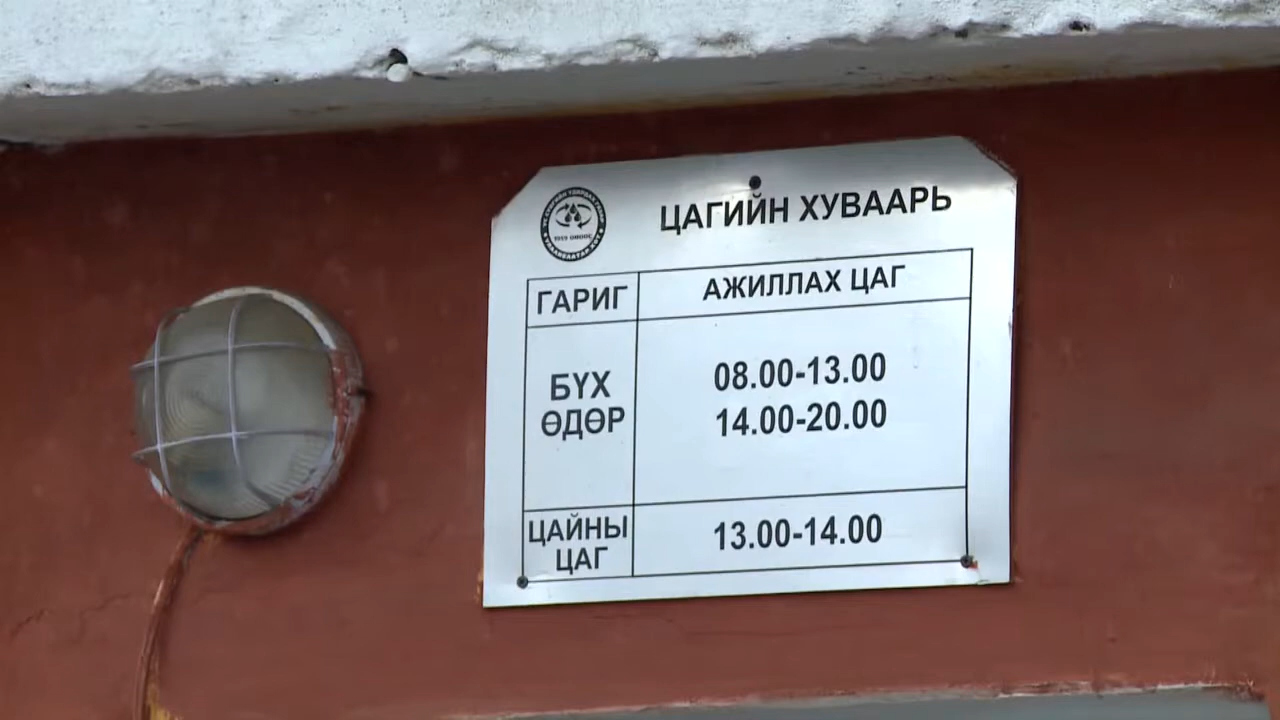 ЦАГИЙН ХУВААРЬ
ГАРИГ
АЖИЛЛАХ ЦАГ
БҮХ
ӨДӨР
08.00-13.00
14.00-20.00
ЦАЙНЫ
ЦАГ
13.00-14.00